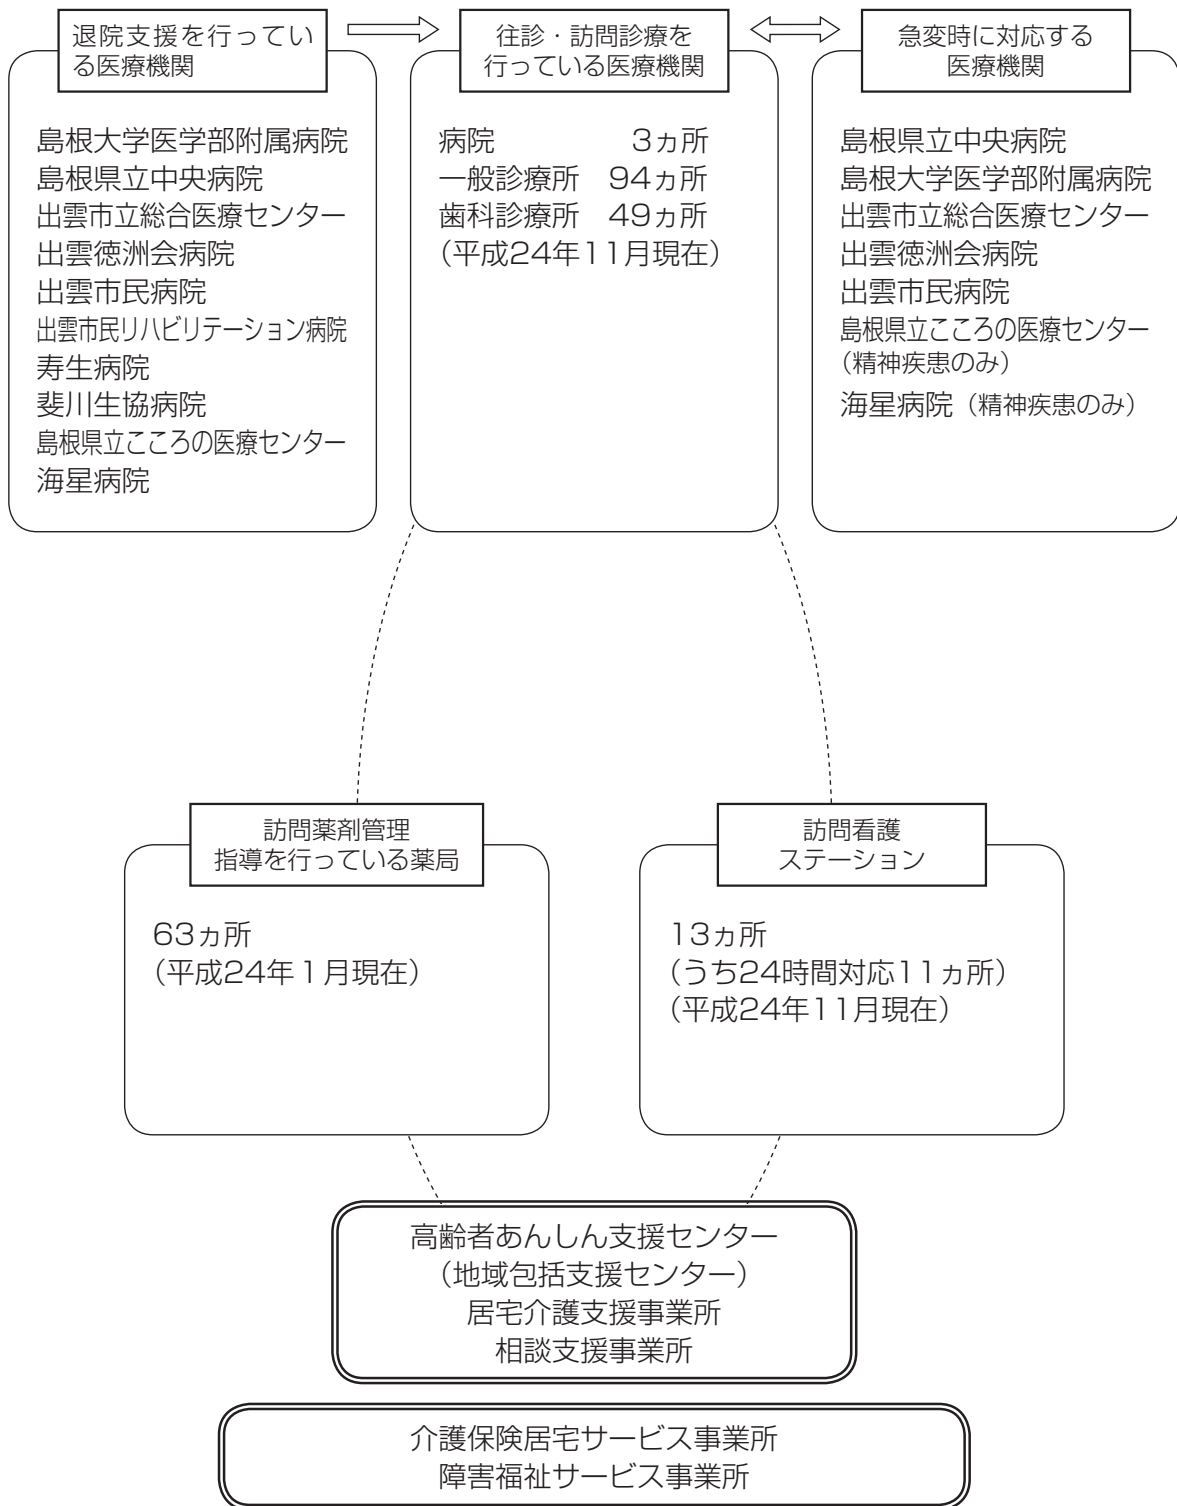 退院支援を行ってい
る医療機関
島根大学医学部附属病院
島根県立中央病院
出雲市立総合医療センター
出雲徳洲会病院
出雲市民病院
出雲市民リハビリテーション病院
寿生病院
斐川生協病院
島根県立こころの医療センター
海星病院
往診・訪問診療を
行っている医療機関
病院 3ヵ所
一般診療所 94ヵ所
歯科診療所 49ヵ所
（平成24年11月現在）
急変時に対応する
医療機関
島根県立中央病院
島根大学医学部附属病院
出雲市立総合医療センター
出雲徳洲会病院
出雲市民病院
島根県立こころの医療センター
（精神疾患のみ）
海星病院（精神疾患のみ）
訪問薬剤管理
指導を行っている薬局
63ヵ所
（平成24年１月現在）
訪問看護
ステーション
13ヵ所
（うち24時間対応11ヵ所）
（平成24年11月現在）
高齢者あんしん支援センター
（地域包括支援センター）
居宅介護支援事業所
相談支援事業所
介護保険居宅サービス事業所
障害福祉サービス事業所